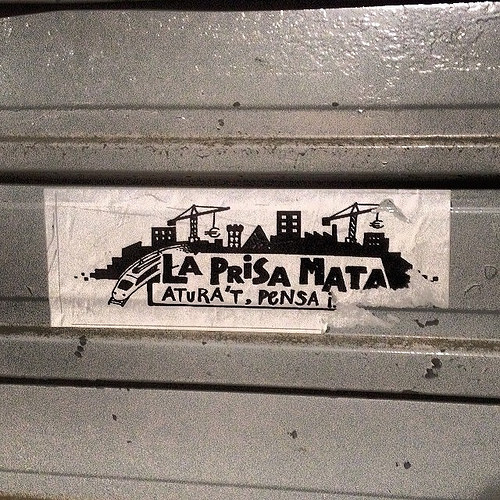 LA PRISA MATA
ATURA'T, PENSA i